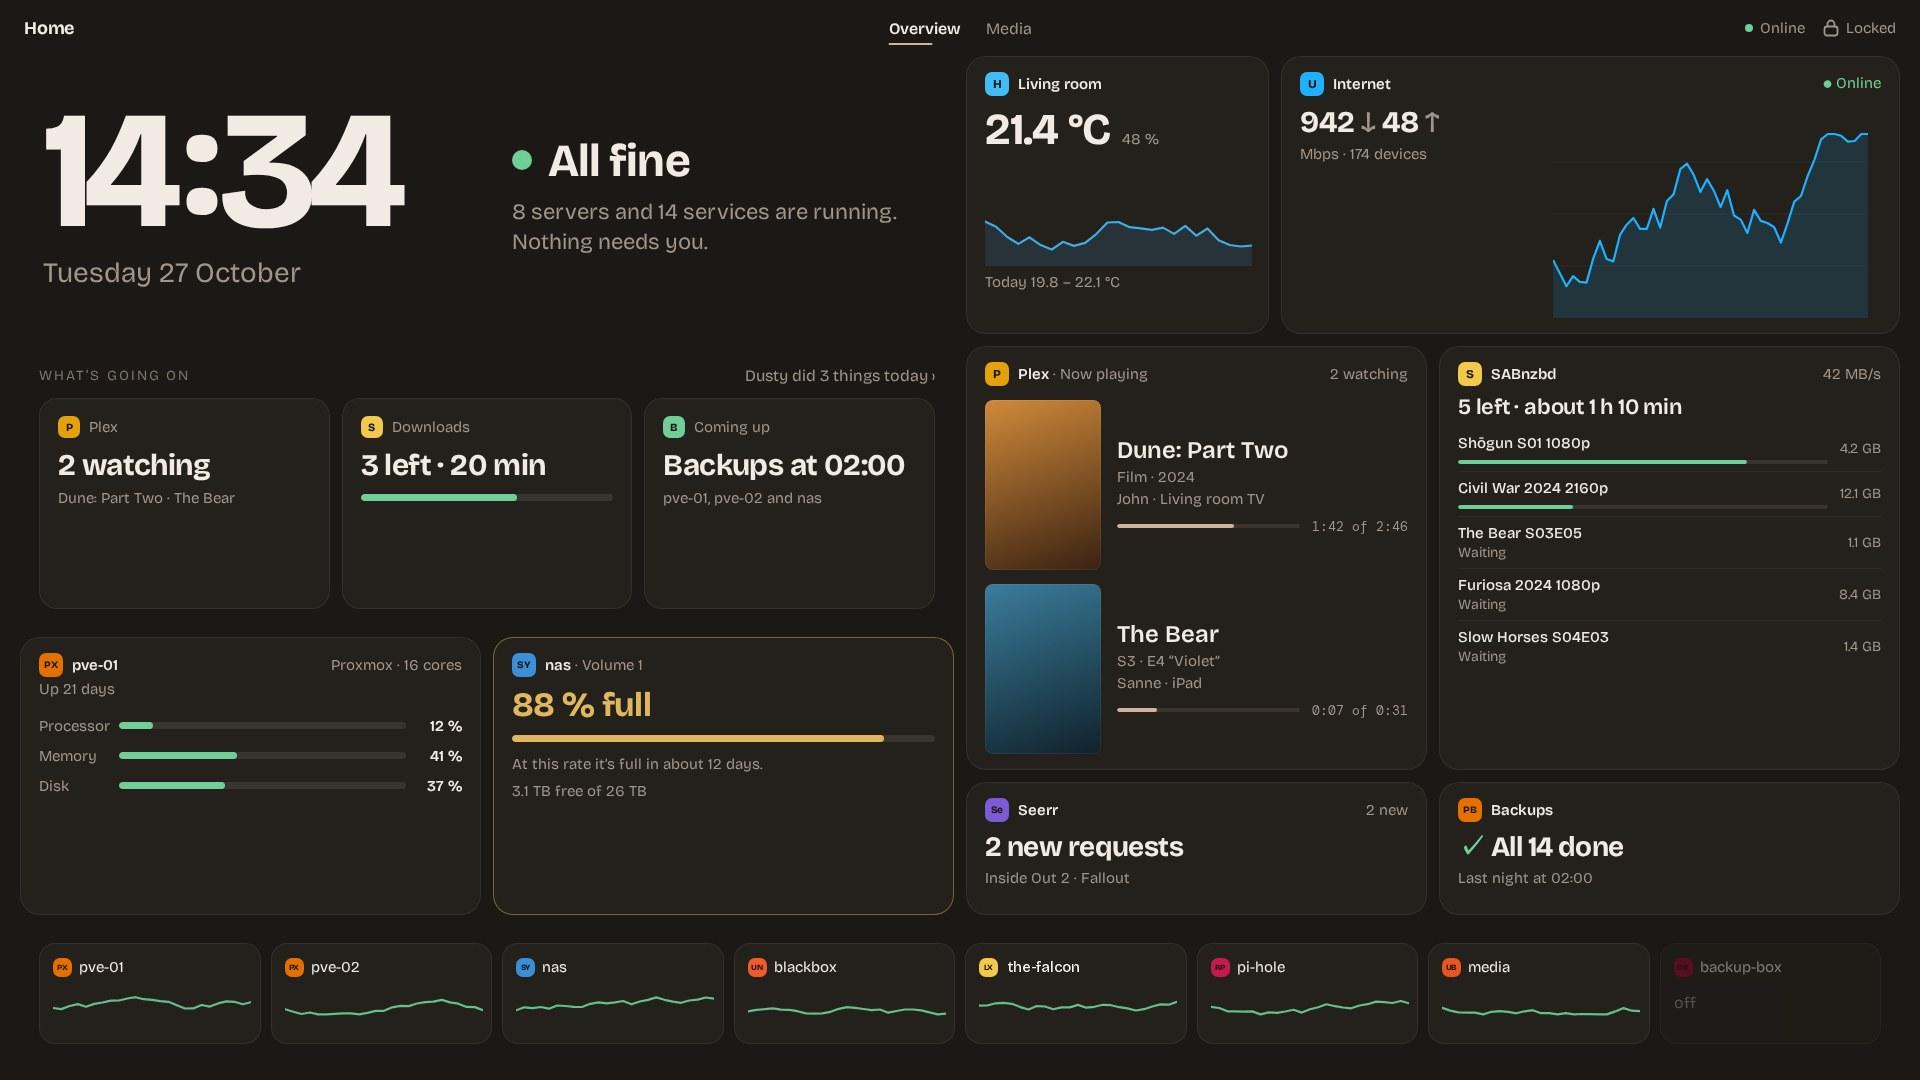 Home
Overview
Media
Online
Locked
14:34
Tuesday 27 October
All fine
8 servers and 14 services are running.
Nothing needs you.
H Living room
21.4 °C 48 %
Today 19.8 – 22.1 °C
U Internet
Online
942 ↓ 48 ↑
Mbps · 174 devices
WHAT'S GOING ON
Dusty did 3 things today ›
P Plex
2 watching
Dune: Part Two · The Bear
S Downloads
3 left · 20 min
B Coming up
Backups at 02:00
pve-01, pve-02 and nas
P Plex · Now playing
2 watching
Dune: Part Two
Film · 2024
John · Living room TV
1:42 of 2:46
The Bear
S3 · E4 “Violet”
Sanne · iPad
0:07 of 0:31
S SABnzbd
42 MB/s
5 left · about 1 h 10 min
Shōgun S01 1080p
4.2 GB
Civil War 2024 2160p
12.1 GB
The Bear S03E05
Waiting
1.1 GB
Furiosa 2024 1080p
Waiting
8.4 GB
Slow Horses S04E03
Waiting
1.4 GB
PX pve-01
Proxmox · 16 cores
Up 21 days
Processor 12 %
Memory 41 %
Disk 37 %
SY nas · Volume 1
88 % full
At this rate it's full in about 12 days.
3.1 TB free of 26 TB
Se Seerr
2 new
2 new requests
Inside Out 2 · Fallout
PB Backups
✓ All 14 done
Last night at 02:00
PX pve-01
PX pve-02
SY nas
UN blackbox
LX the-falcon
RP pi-hole
UB media
backup-box
off